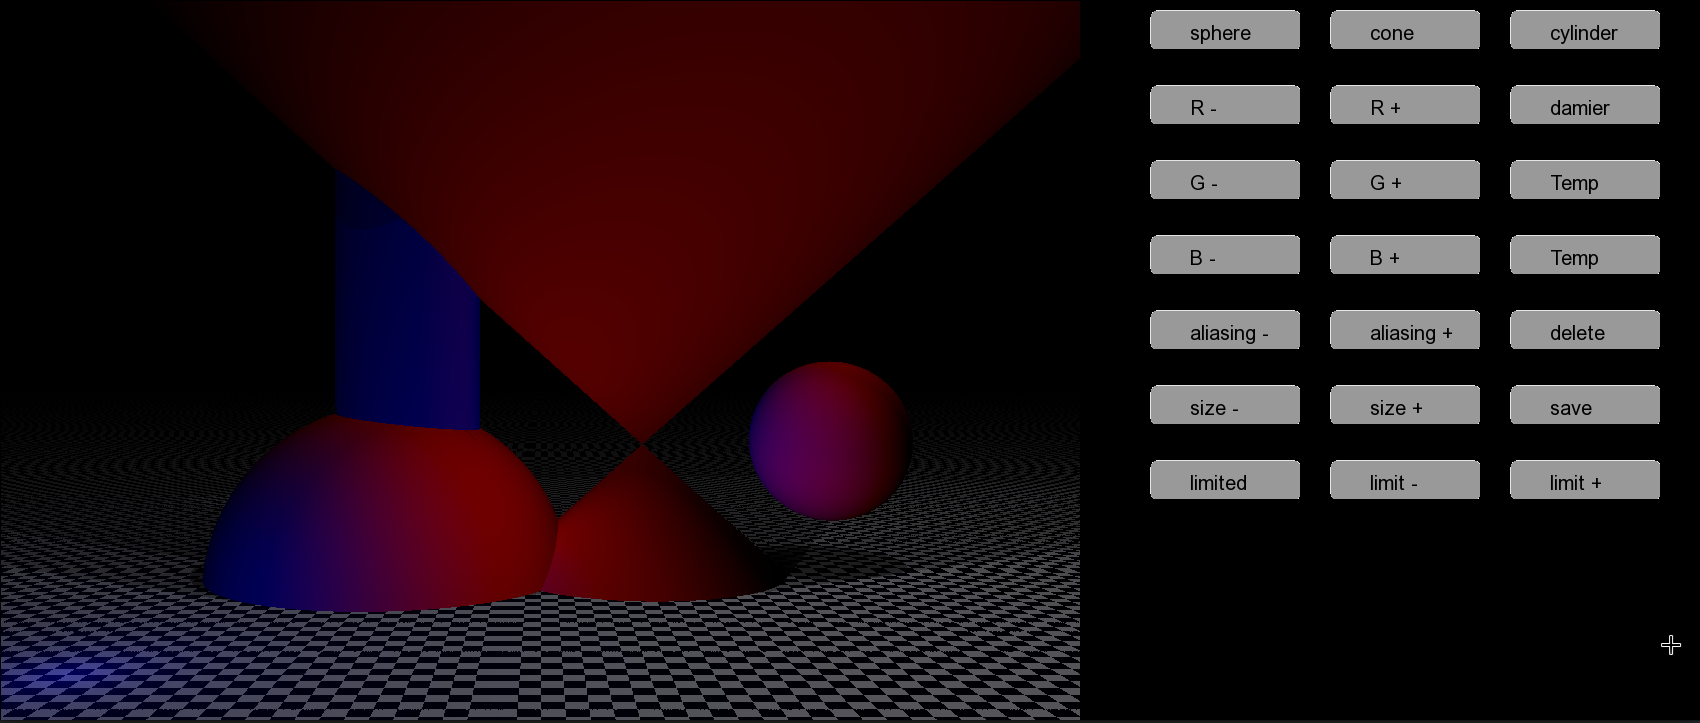 sphere cone cylinder
R - R + damier
G - G + Temp
B - B + Temp
aliasing - aliasing + delete
size - size + save
limited limit - limit +